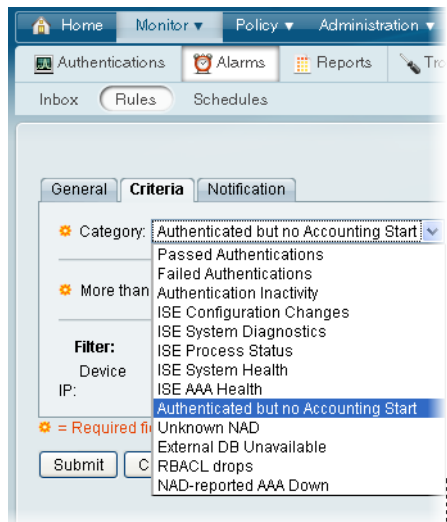 Home Monitor ▼ Policy ▼ Administration ▼
Authentications Alarms Reports
Inbox Rules Schedules
General Criteria Notification
Category: Authenticated but no Accounting Start
Passed Authentications
Failed Authentications
More than Authentication Inactivity
ISE Configuration Changes
ISE System Diagnostics
Filter: ISE Process Status
Device ISE System Health
IP: ISE AAA Health
Authenticated but no Accounting Start
= Required Unknown NAD
External DB Unavailable
Submit RBACL drops
NAD-reported AAA Down